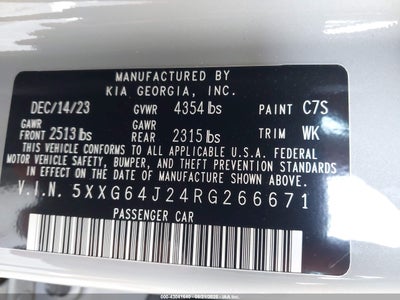 MANUFACTURED BY
KIA GEORGIA, INC.
DEC/14/23 GVWR 4354 lbs PAINT C7S
GAWR GAWR
FRONT 2513 lbs REAR 2315 lbs TRIM WK
THIS VEHICLE CONFORMS TO ALL APPLICABLE U.S.A. FEDERAL
MOTOR VEHICLE SAFETY, BUMPER, AND THEFT PREVENTION
STANDARDS IN EFFECT ON THE DATE OF MANUFACTURE SHOWN ABOVE.
V.I.N. 5XXG64J24RG266671
PASSENGER CAR